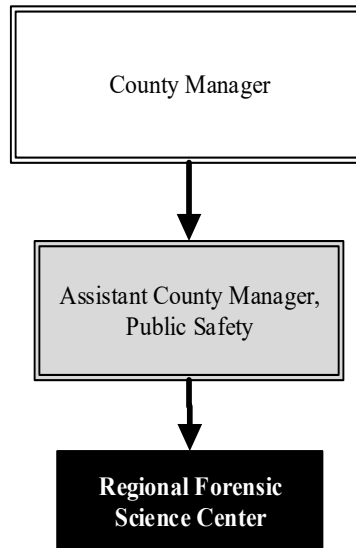 County Manager
Assistant County Manager,
Public Safety
Regional Forensic
Science Center